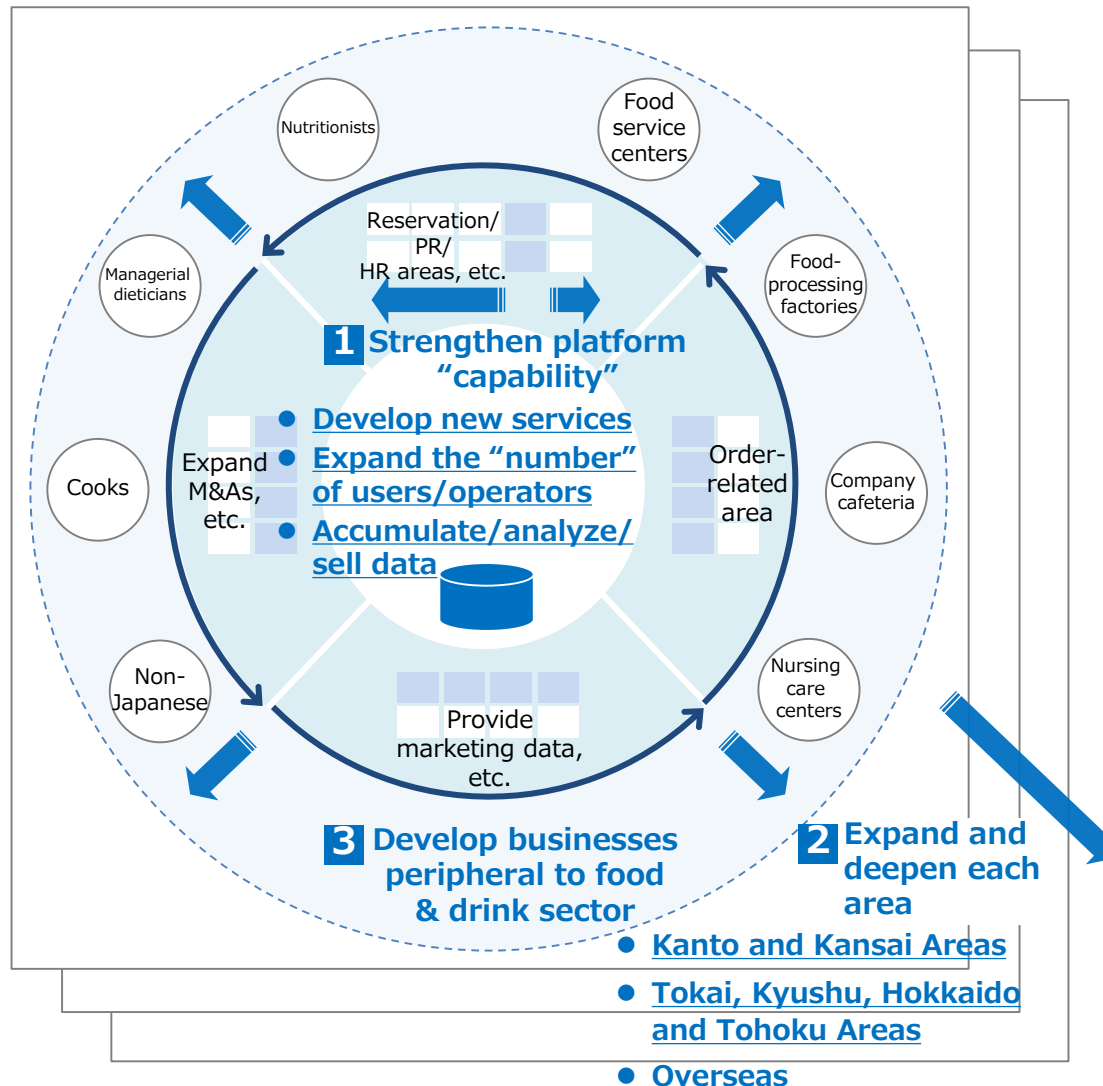 Nutritionists
Food
service
centers
Reservation/
PR/
HR areas, etc.
Managerial
dieticians
Food-
processing
factories
1 Strengthen platform
“capability”
● Develop new services
● Expand the “number”
of users/operators
● Accumulate/analyze/
sell data
Cooks
Expand
M&As,
etc.
Order-
related
area
Company
cafeteria
Non-
Japanese
Nursing
care
centers
Provide
marketing data,
etc.
3 Develop businesses
peripheral to food
& drink sector
2 Expand and
deepen each
area
● Kanto and Kansai Areas
● Tokai, Kyushu, Hokkaido
and Tohoku Areas
● Overseas